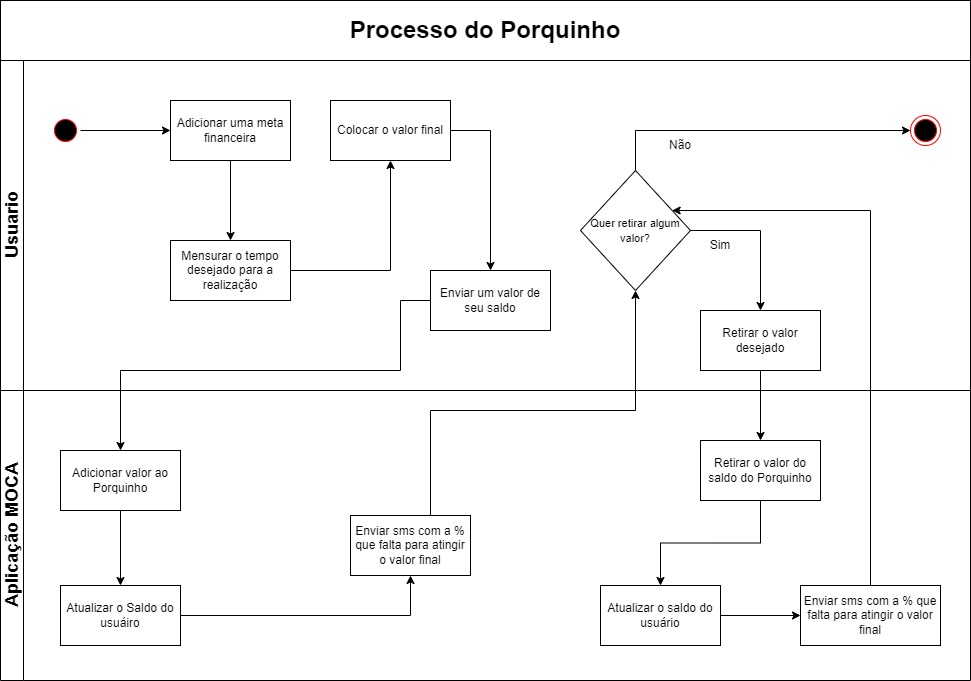 Processo do Porquinho
Usuario
Adicionar uma meta
financeira
Colocar o valor final
Não
Mensurar o tempo
desejado para a
realização
Enviar um valor de
seu saldo
Quer retirar algum
valor?
Sim
Retirar o valor
desejado
Aplicação MOCA
Adicionar valor ao
Porquinho
Atualizar o Saldo do
usuáiro
Enviar sms com a %
que falta para atingir
o valor final
Retirar o valor do
saldo do Porquinho
Atualizar o saldo do
usuário
Enviar sms com a % que
falta para atingir o valor
final